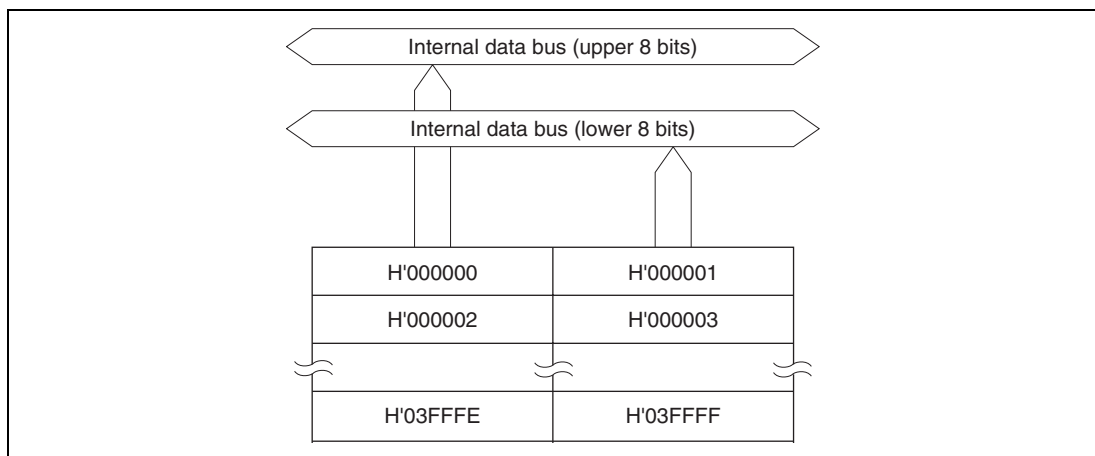 Internal data bus (upper 8 bits)
Internal data bus (lower 8 bits)
H'000000 H'000001
H'000002 H'000003
H'03FFFE H'03FFFF